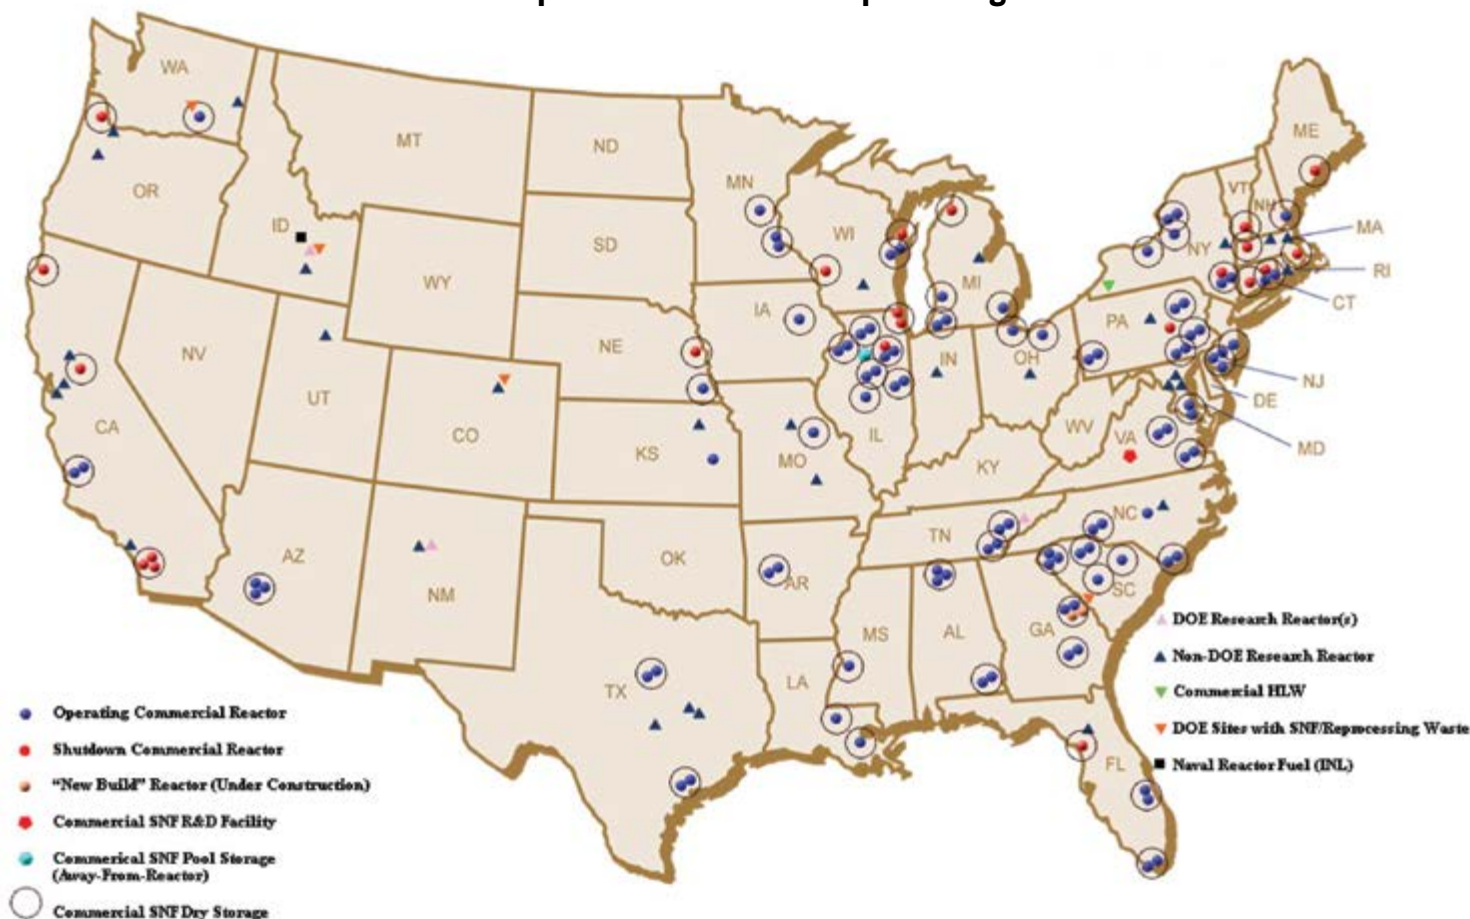 WA
MT
ND
MN
ME
OR
ID
SD
WI
VT
NH
NY
MA
WY
MI
RI
IA
CT
PA
NV
NE
IN
OH
NJ
UT
DE
CA
CO
IL
WV
VA
MD
KS
MO
KY
NC
TN
AZ
OK
AR
SC
NM
MS
AL
GA
TX
LA
FL
DOE Research Reactor(s)
Non-DOE Research Reactor
Commercial HLW
DOE Sites with SNF/Reprocessing Waste
Naval Reactor Fuel (INL)
Operating Commercial Reactor
Shutdown Commercial Reactor
“New Build” Reactor (Under Construction)
Commercial SNF R&D Facility
Commerical SNF Pool Storage
(Away-From-Reactor)
Commercial SNF Dry Storage